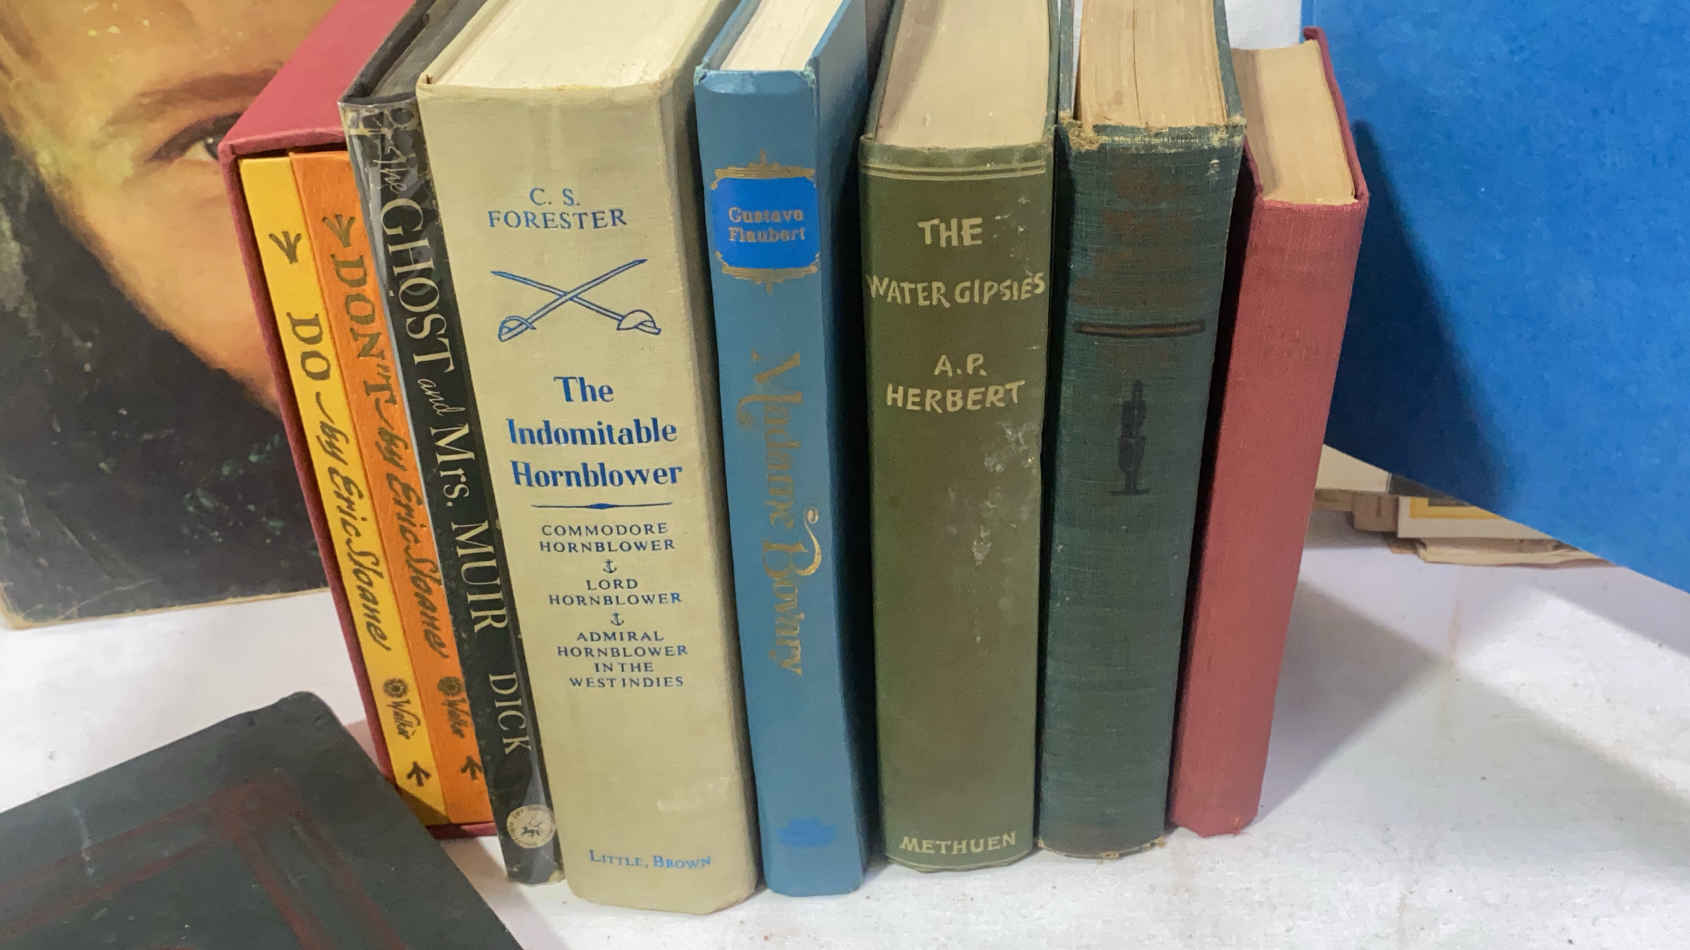 DO by Eric Sloane
Walker
DON'T by Eric Sloane
Walker
The GHOST and Mrs. MUIR DICK
C. S.
FORESTER
The
Indomitable
Hornblower
COMMODORE
HORNBLOWER
LORD
HORNBLOWER
ADMIRAL
HORNBLOWER
IN THE
WEST INDIES
LITTLE, BROWN
Gustave
Flaubert
Madame Bovary
THE
WATER GIPSIES
A.P.
HERBERT
METHUEN